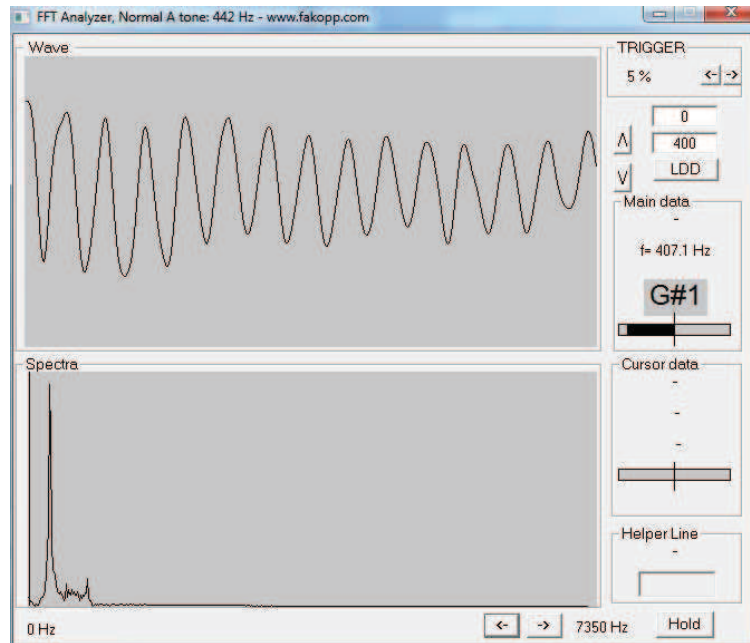 FFT Analyzer, Normal A tone: 442 Hz - www.fakopp.com
Wave
TRIGGER
5 %
<-
->
0
Λ
400
V
LDD
Main data
-
f= 407.1 Hz
G#1
Spectra
Cursor data
-
-
-
Helper Line
-
0 Hz
<-
->
7350 Hz
Hold